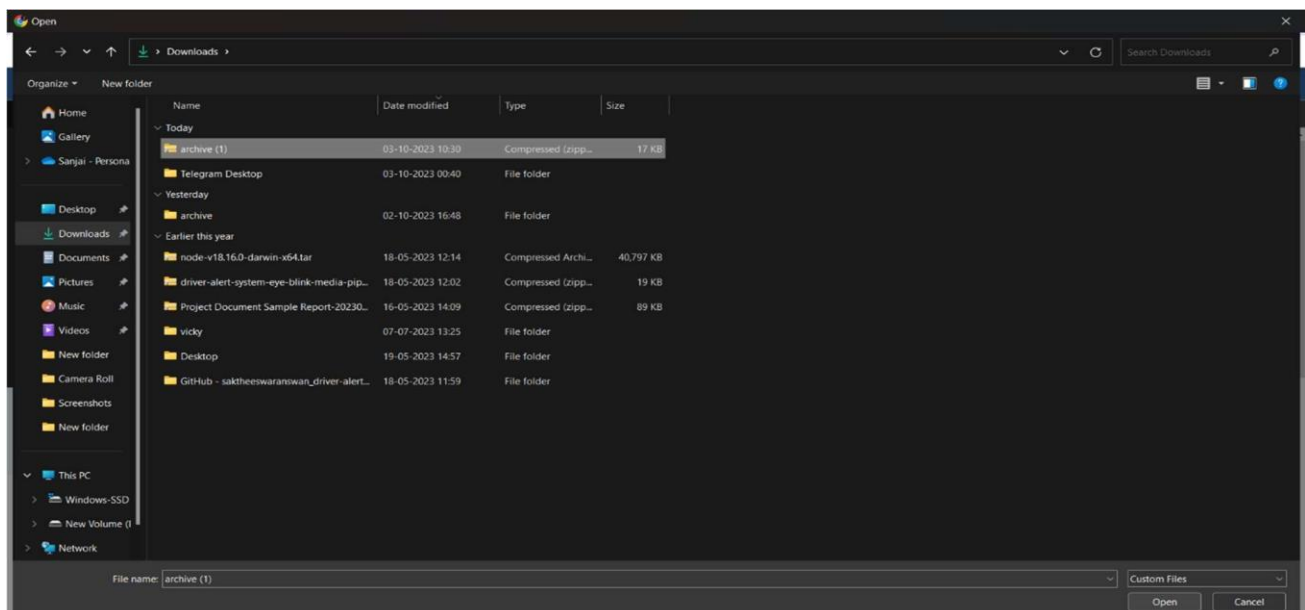 Open
Downloads
Search Downloads
Organize
New folder
Home
Gallery
Sanjai - Persona
Desktop
Downloads
Documents
Pictures
Music
Videos
New folder
Camera Roll
Screenshots
New folder
This PC
Windows-SSD
New Volume (
Network
Name Date modified Type Size
Today
archive (1) 03-10-2023 10:30 Compressed (zipp... 17 KB
Telegram Desktop 03-10-2023 00:40 File folder
Yesterday
archive 02-10-2023 16:48 File folder
Earlier this year
node-v18.16.0-darwin-x64.tar 18-05-2023 12:14 Compressed Archi... 40,797 KB
driver-alert-system-eye-blink-media-pip... 18-05-2023 12:02 Compressed (zipp... 19 KB
Project Document Sample Report-20230... 16-05-2023 14:09 Compressed (zipp... 89 KB
vicky 07-07-2023 13:25 File folder
Desktop 19-05-2023 14:57 File folder
GitHub - saktheeswaranswan_driver-alert... 18-05-2023 11:59 File folder
File name: archive (1) Custom Files
Open Cancel